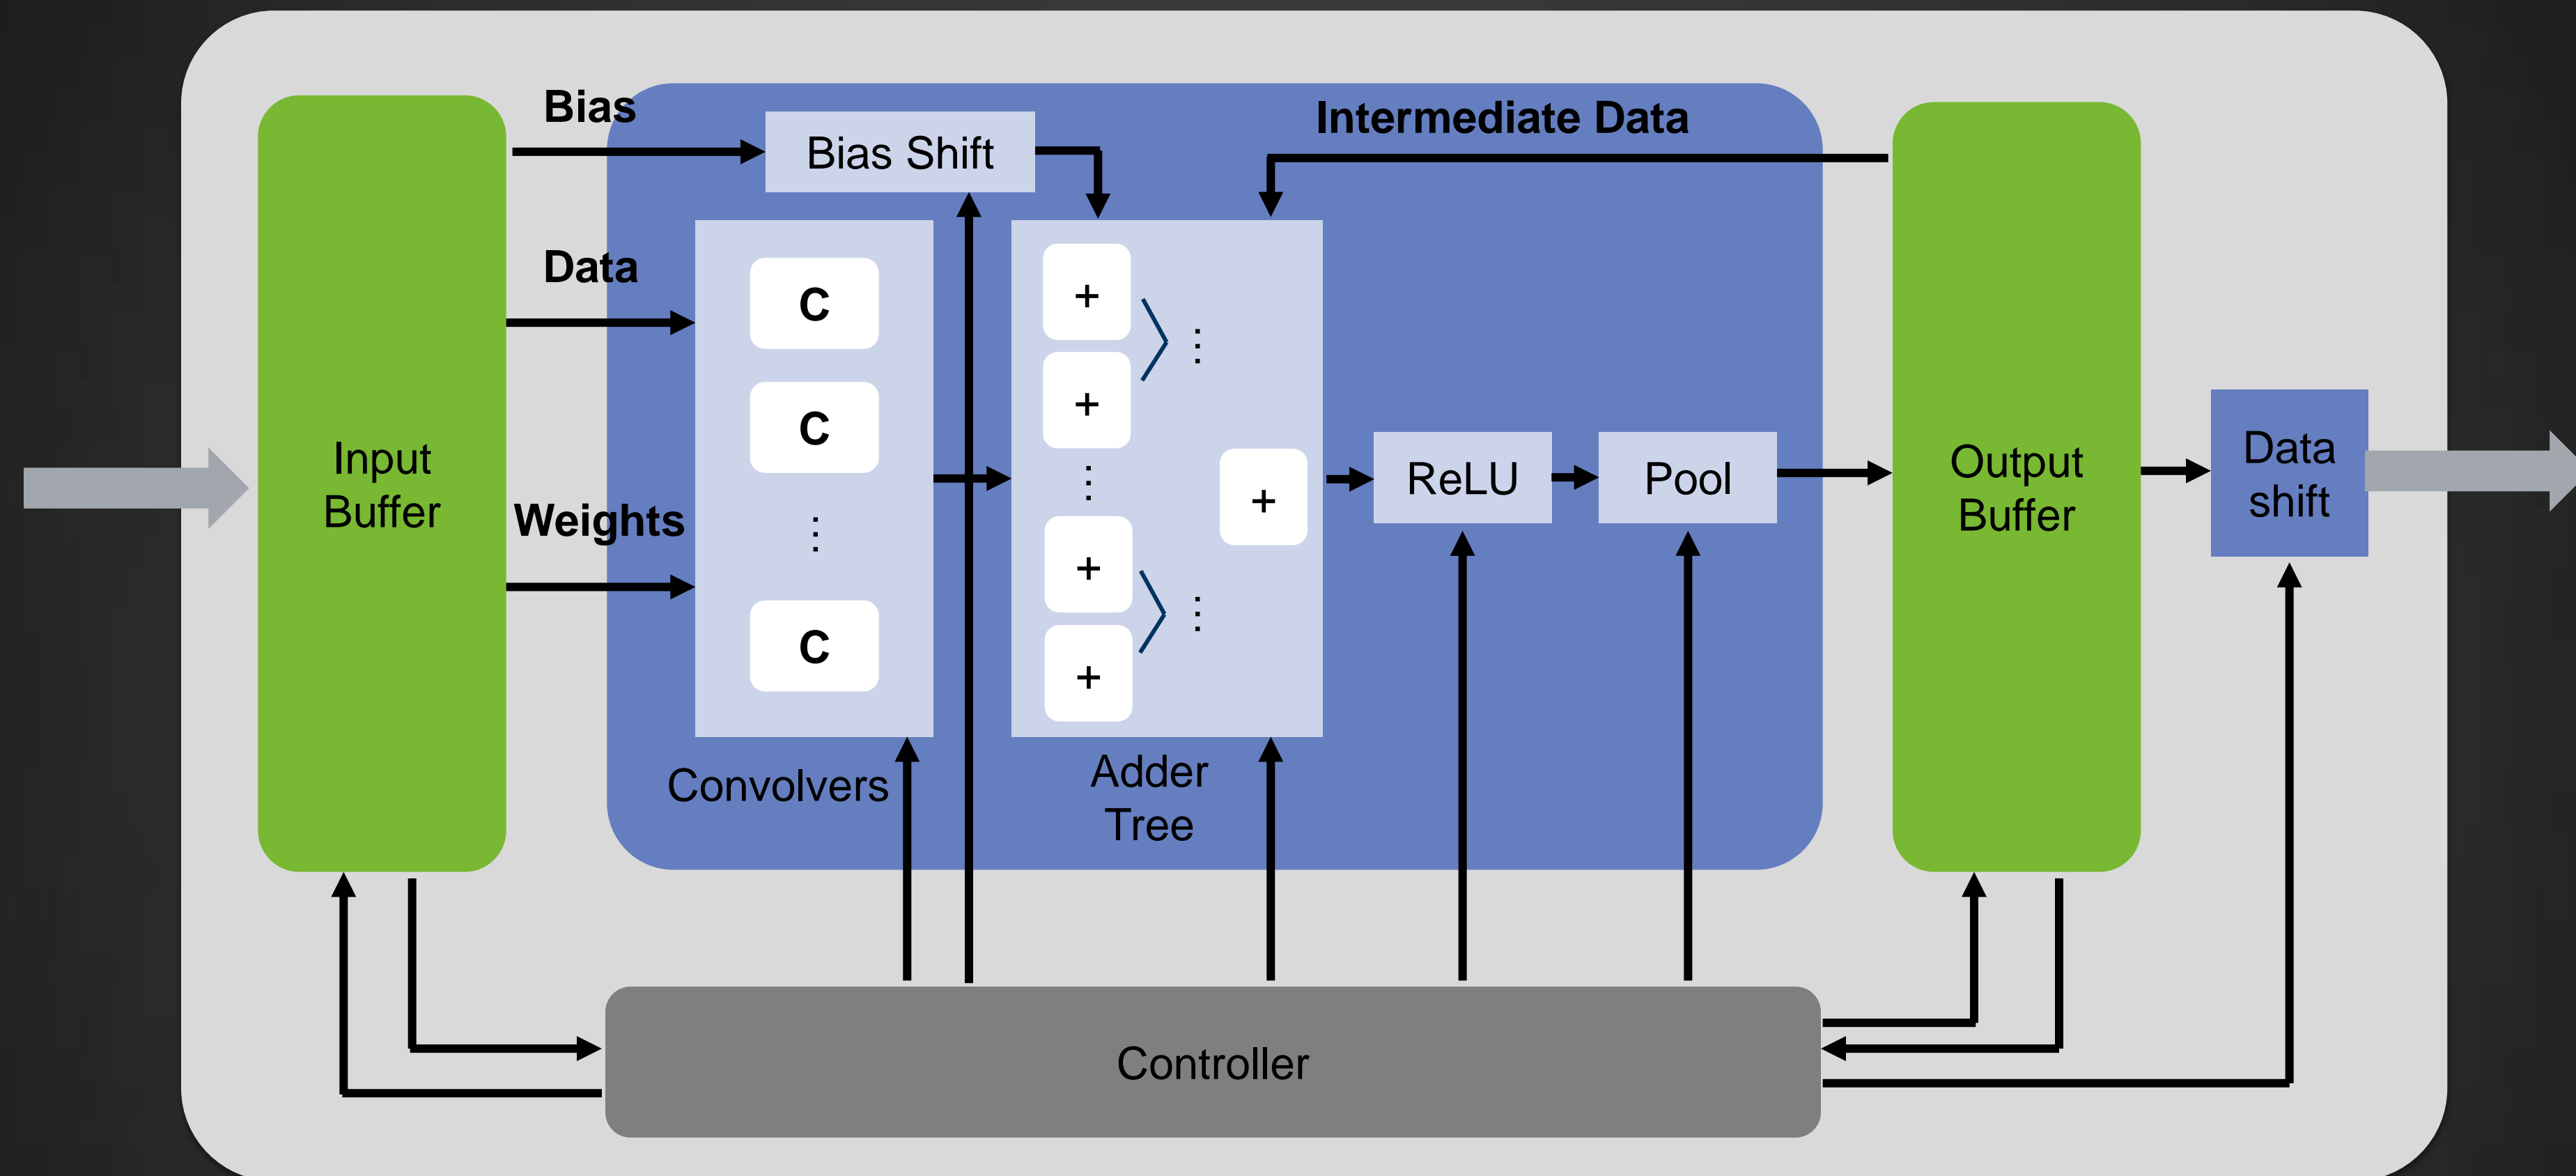 Bias
Bias Shift
Intermediate Data
Data
Weights
Input
Buffer
C
C
⋮
C
Convolvers
+
+
⋮
+
+
⋮
⋮
+
Adder
Tree
ReLU
Pool
Output
Buffer
Data
shift
Controller